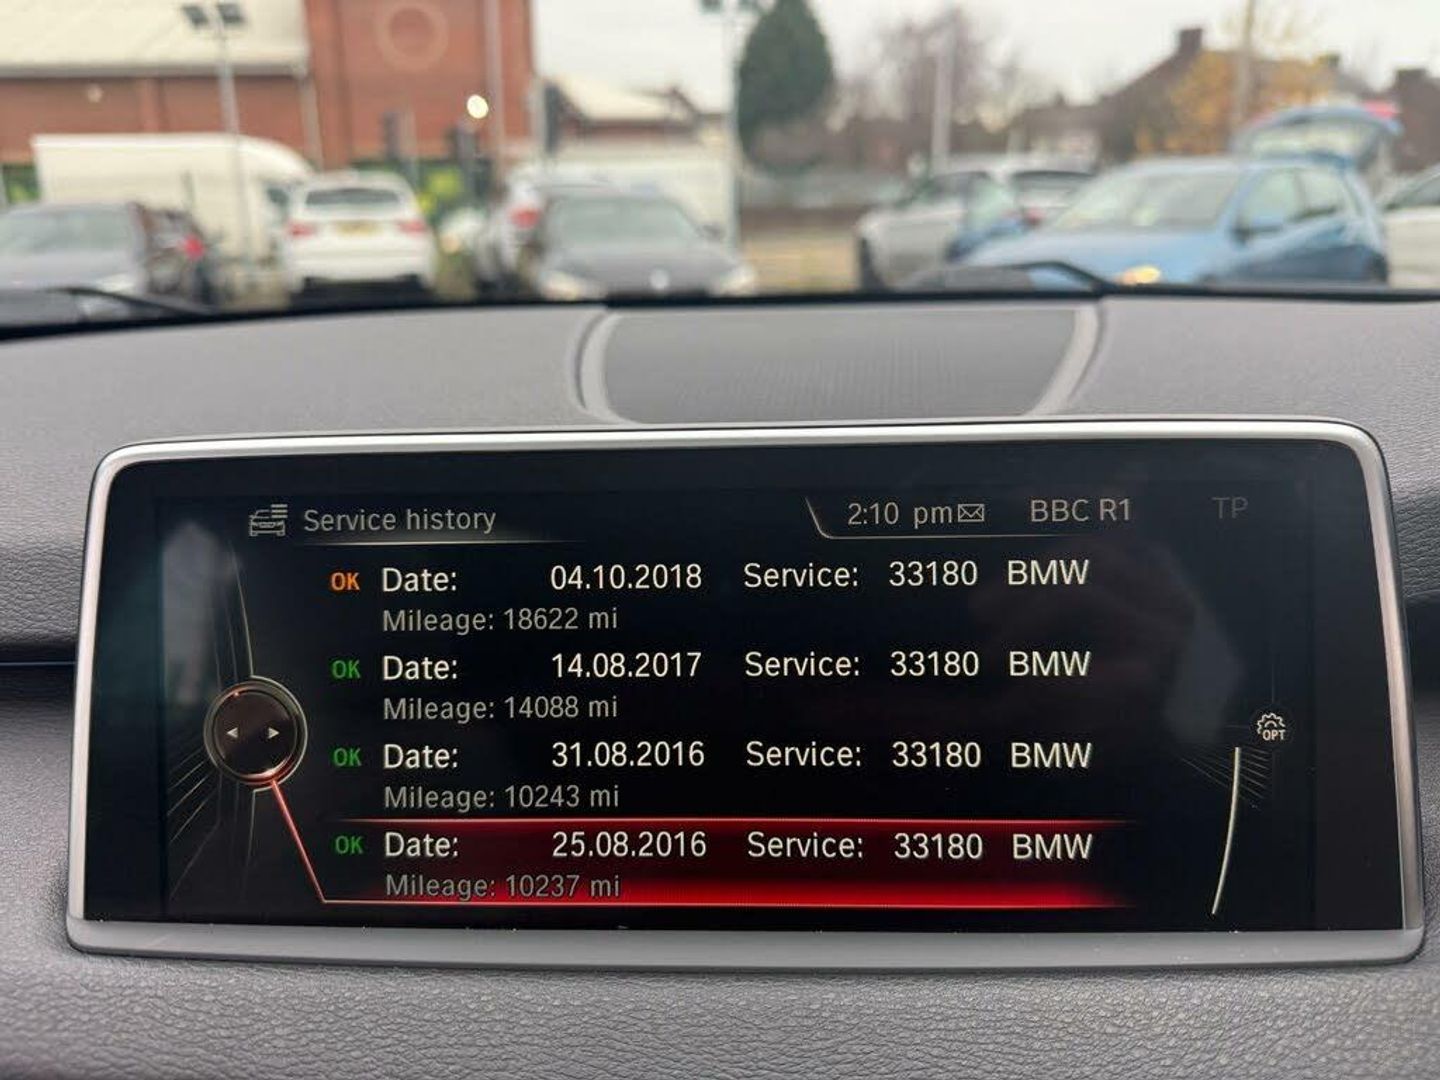 Service history 2:10 pm BBC R1 TP
OK Date: 04.10.2018 Service: 33180 BMW
Mileage: 18622 mi
OK Date: 14.08.2017 Service: 33180 BMW
Mileage: 14088 mi
OK Date: 31.08.2016 Service: 33180 BMW
Mileage: 10243 mi
OPT
OK Date: 25.08.2016 Service: 33180 BMW
Mileage: 10237 mi